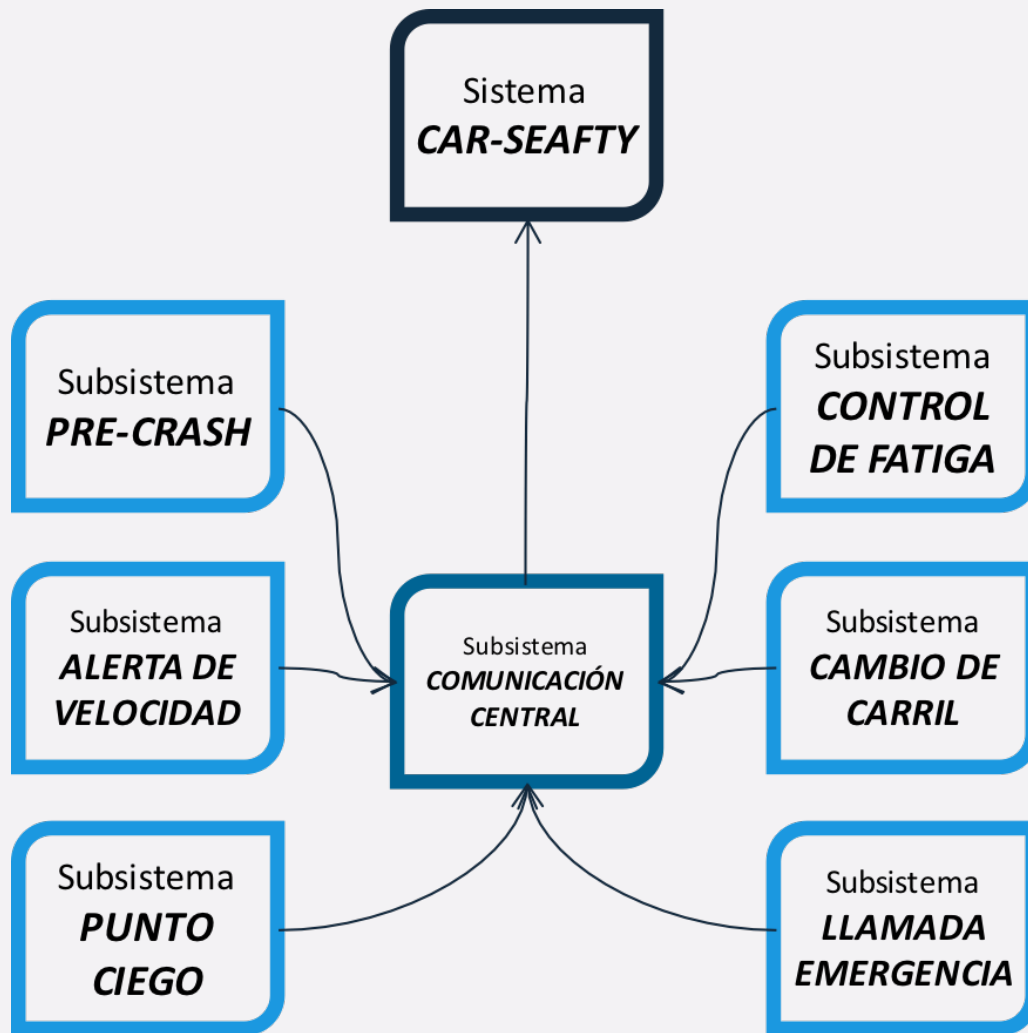 Sistema
CAR-SEAFTY
Subsistema
PRE-CRASH
Subsistema
CONTROL
DE FATIGA
Subsistema
ALERTA DE
VELOCIDAD
Subsistema
COMUNICACIÓN
CENTRAL
Subsistema
CAMBIO DE
CARRIL
Subsistema
PUNTO
CIEGO
Subsistema
LLAMADA
EMERGENCIA